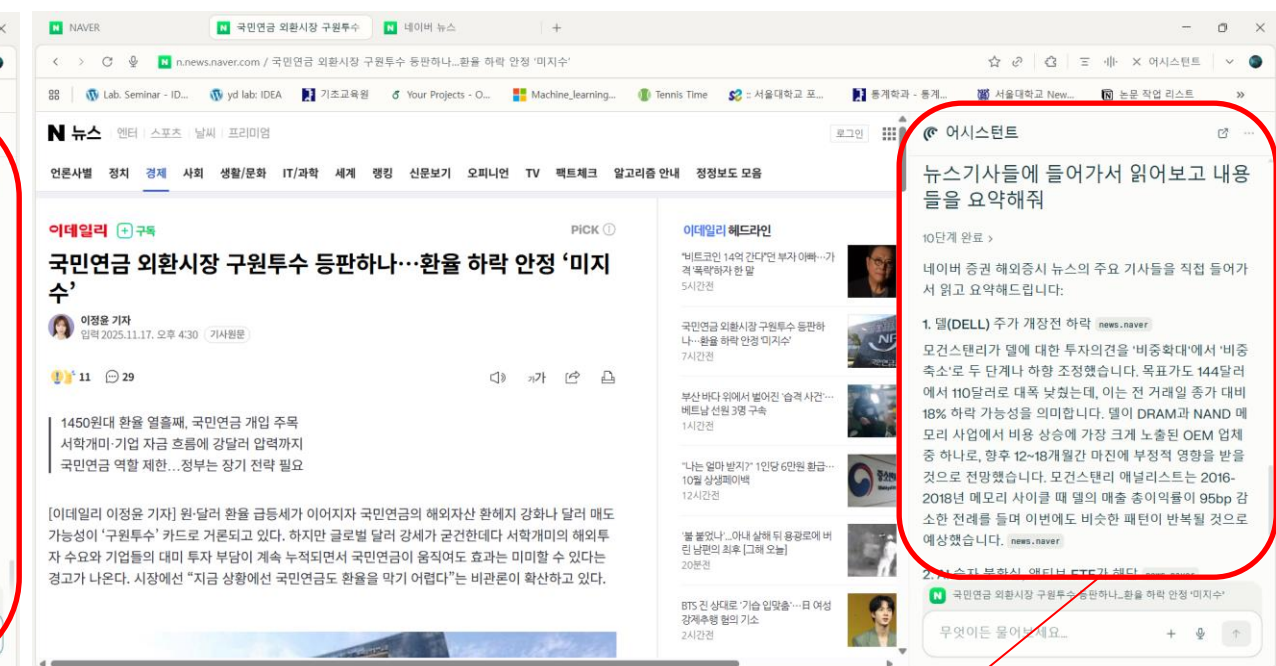 NAVER
국민연금 외환시장 구원투수
네이버 뉴스
n.news.naver.com / 국민연금 외환시장 구원투수 등판하나...환율 하락 안정 '미지수'
어시스턴트
Lab. Seminar - ID...
yd lab: IDEA
기초교육원
Your Projects - O...
Machine_learning...
Tennis Time
:: 서울대학교 포...
통계학과 - 통계...
서울대학교 New...
논문 작업 리스트
N 뉴스 엔터 스포츠 날씨 프리미엄
로그인
언론사별 정치 경제 사회 생활/문화 IT/과학 세계 랭킹 신문보기 오피니언 TV 팩트체크 알고리즘 안내 정정보도 모음
이데일리 구독
PiCK
국민연금 외환시장 구원투수 등판하나…환율 하락 안정 ‘미지
수’
이정윤 기자
입력 2025.11.17. 오후 4:30 기사원문
11 29
가
1450원대 환율 열흘째, 국민연금 개입 주목
서학개미·기업 자금 흐름에 강달러 압력까지
국민연금 역할 제한…정부는 장기 전략 필요
[이데일리 이정윤 기자] 원·달러 환율 급등세가 이어지자 국민연금의 해외자산 환헤지 강화나 달러 매도
가능성이 ‘구원투수’ 카드로 거론되고 있다. 하지만 글로벌 달러 강세가 굳건한데다 서학개미의 해외투
자 수요와 기업들의 대미 투자 부담이 계속 누적되면서 국민연금이 움직여도 효과는 미미할 수 있다는
경고가 나온다. 시장에선 “지금 상황에선 국민연금도 환율을 막기 어렵다”는 비관론이 확산하고 있다.
이데일리 헤드라인
"비트코인 14억 간다"던 부자 아빠…가
격 '폭락'하자 한 말
5시간전
국민연금 외환시장 구원투수 등판하
나…환율 하락 안정 '미지수'
7시간전
부산 바다 위에서 벌어진 '습격 사건'…
베트남 선원 3명 구속
1시간전
"나는 얼마 받지?" 1인당 6만원 환급…
10월 상생페이백
12시간전
'불 붙었나'...아내 살해 뒤 용광로에 버
린 남편의 최후 [그해 오늘]
20분전
BTS 진 상대로 '기습 입맞춤'…日 여성
강제추행 혐의 기소
2시간전
어시스턴트
뉴스기사들에 들어가서 읽어보고 내용
들을 요약해줘
10단계 완료 >
네이버 증권 해외증시 뉴스의 주요 기사들을 직접 들어가
서 읽고 요약해드립니다:
1. 델(DELL) 주가 개장전 하락 news.naver
모건스탠리가 델에 대한 투자의견을 '비중확대'에서 '비중
축소'로 두 단계나 하향 조정했습니다. 목표가도 144달러
에서 110달러로 대폭 낮췄는데, 이는 전 거래일 종가 대비
18% 하락 가능성을 의미합니다. 델이 DRAM과 NAND 메
모리 사업에서 비용 상승에 가장 크게 노출된 OEM 업체
중 하나로, 향후 12~18개월간 마진에 부정적 영향을 받을
것으로 전망했습니다. 모건스탠리 애널리스트는 2016-
2018년 메모리 사이클 때 델의 매출 총이익률이 95bp 감
소한 전례를 들며 이번에도 비슷한 패턴이 반복될 것으로
예상했습니다. news.naver
국민연금 외환시장 구원투수 등판하나...환율 하락 안정 '미지수'
무엇이든 물어보세요...